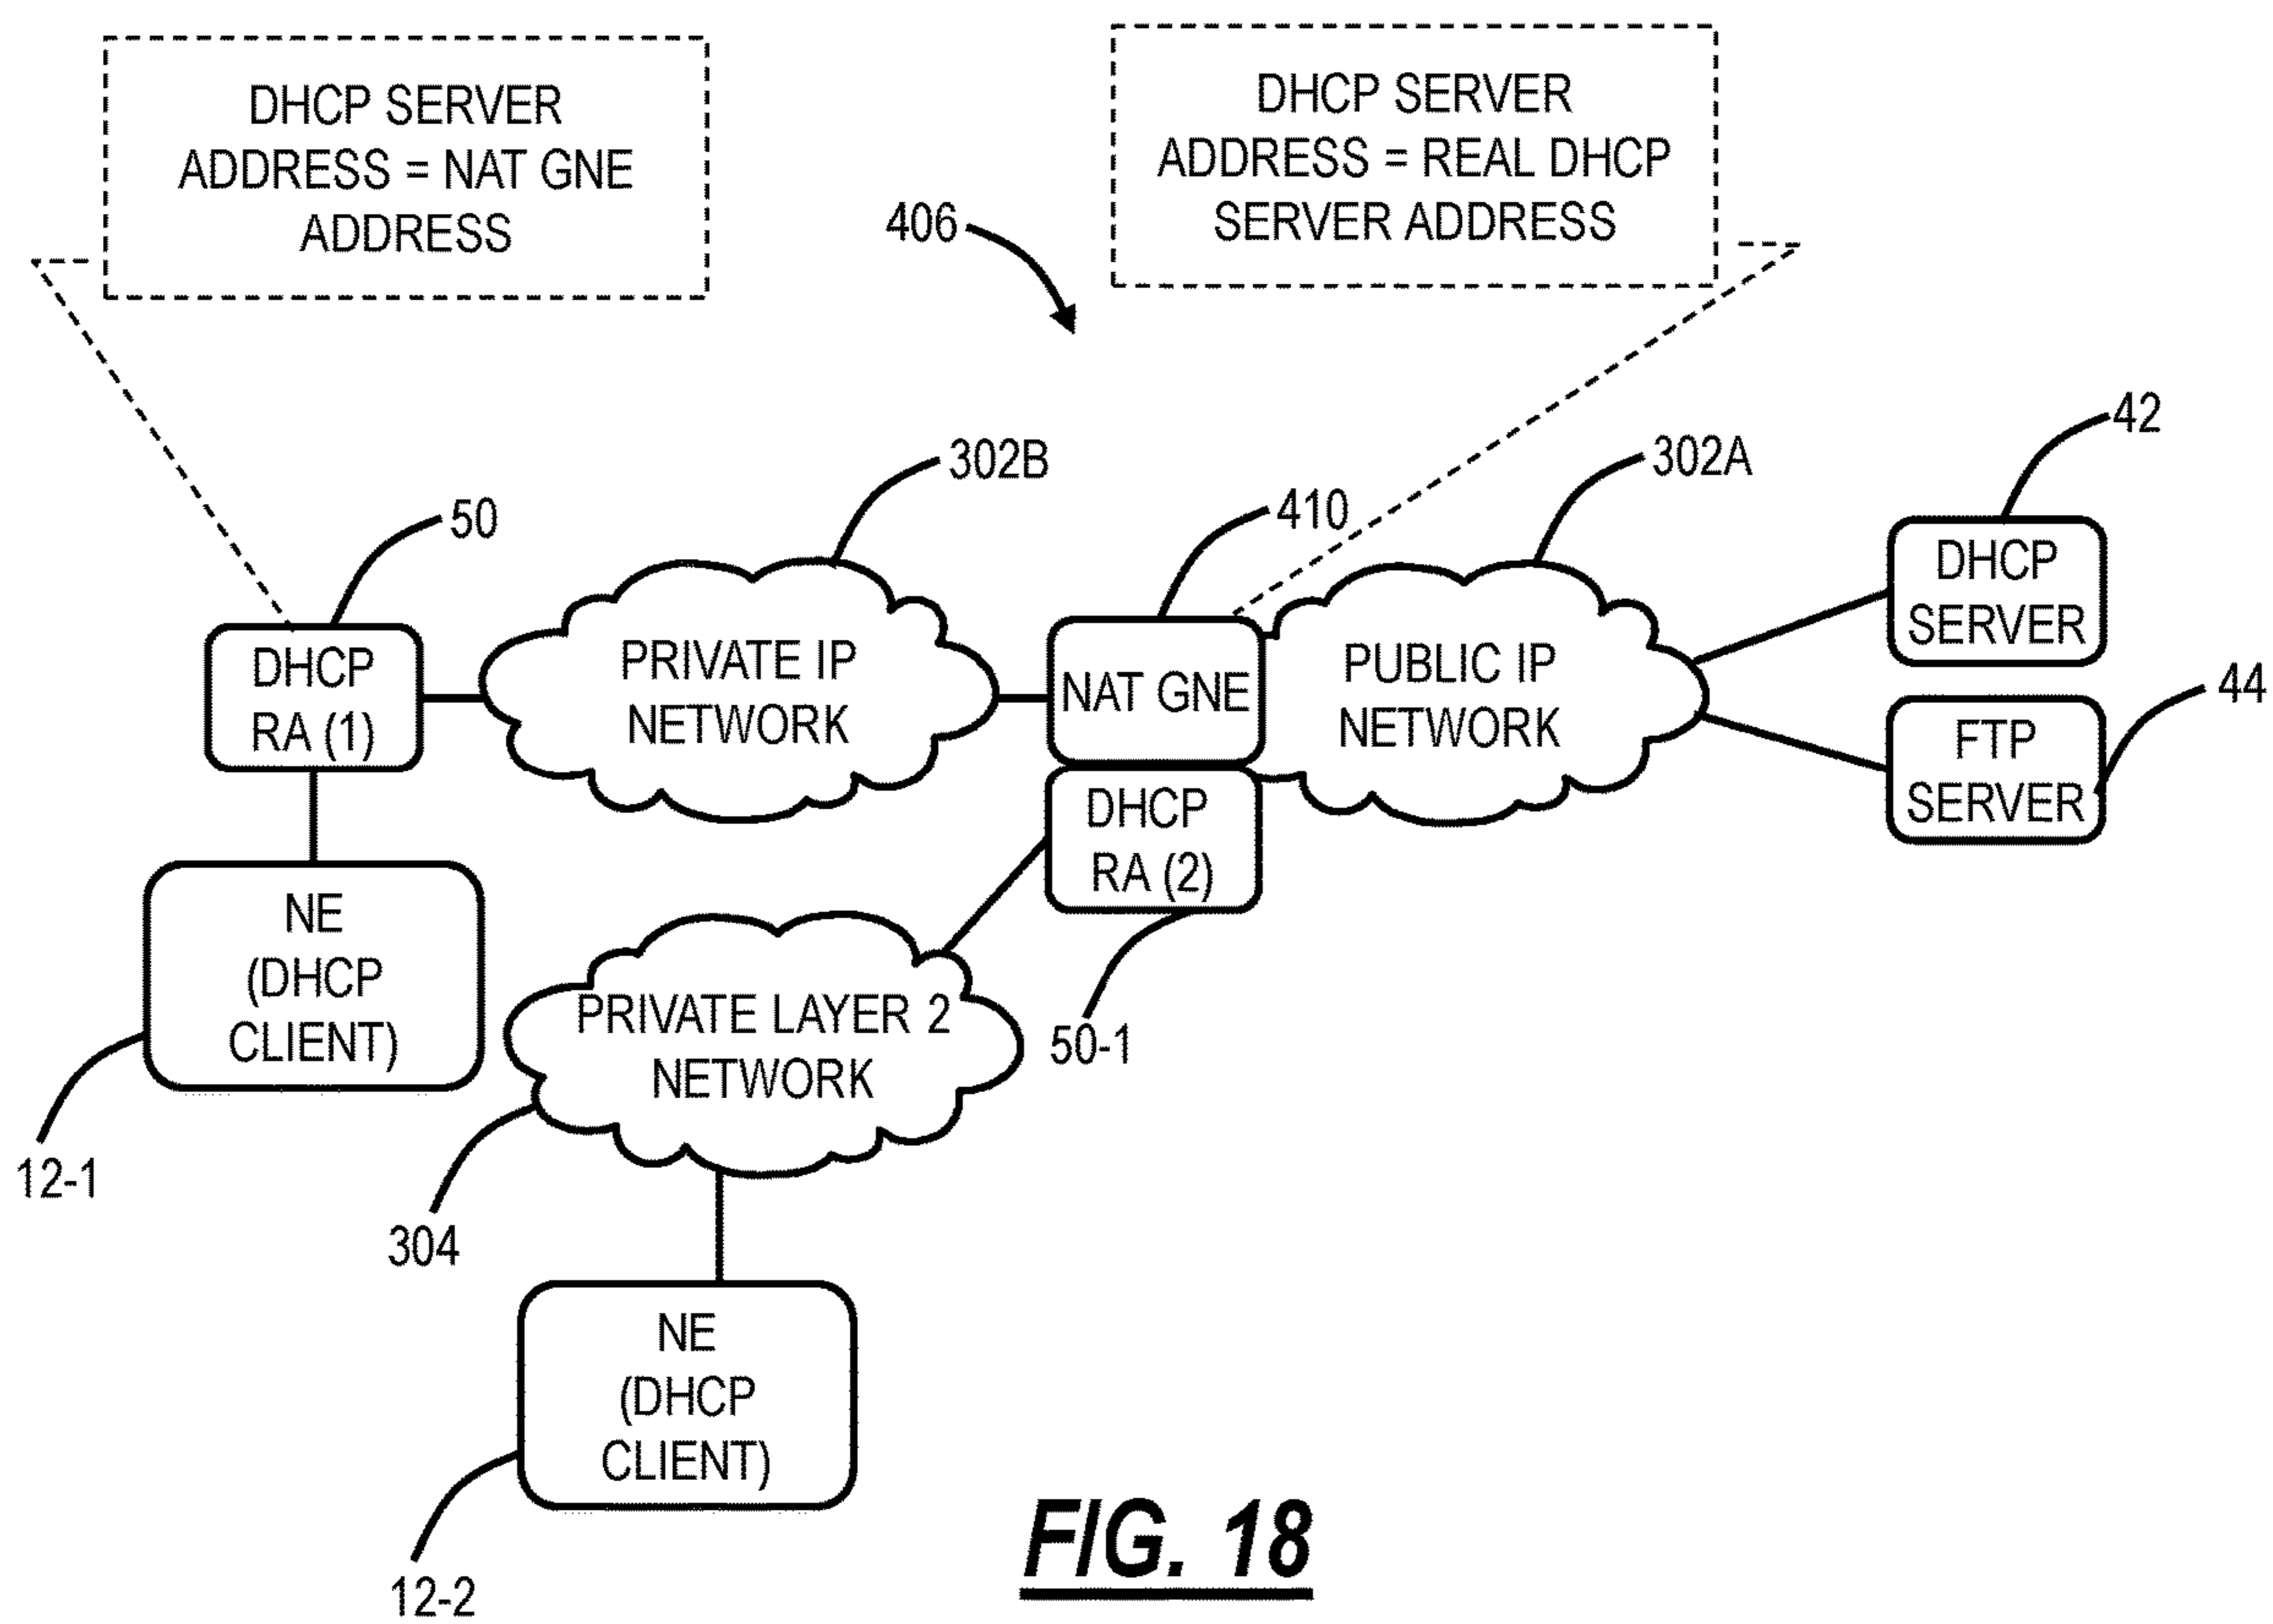 DHCP SERVER
ADDRESS = NAT GNE
ADDRESS
DHCP SERVER
ADDRESS = REAL DHCP
SERVER ADDRESS
406
42
302B
302A
50
410
DHCP
SERVER
DHCP
RA (1)
PRIVATE IP
NETWORK
NAT GNE
PUBLIC IP
NETWORK
44
FTP
SERVER
DHCP
RA (2)
NE
(DHCP
CLIENT)
PRIVATE LAYER 2
NETWORK
50-1
12-1
304
NE
(DHCP
CLIENT)
12-2
FIG. 18